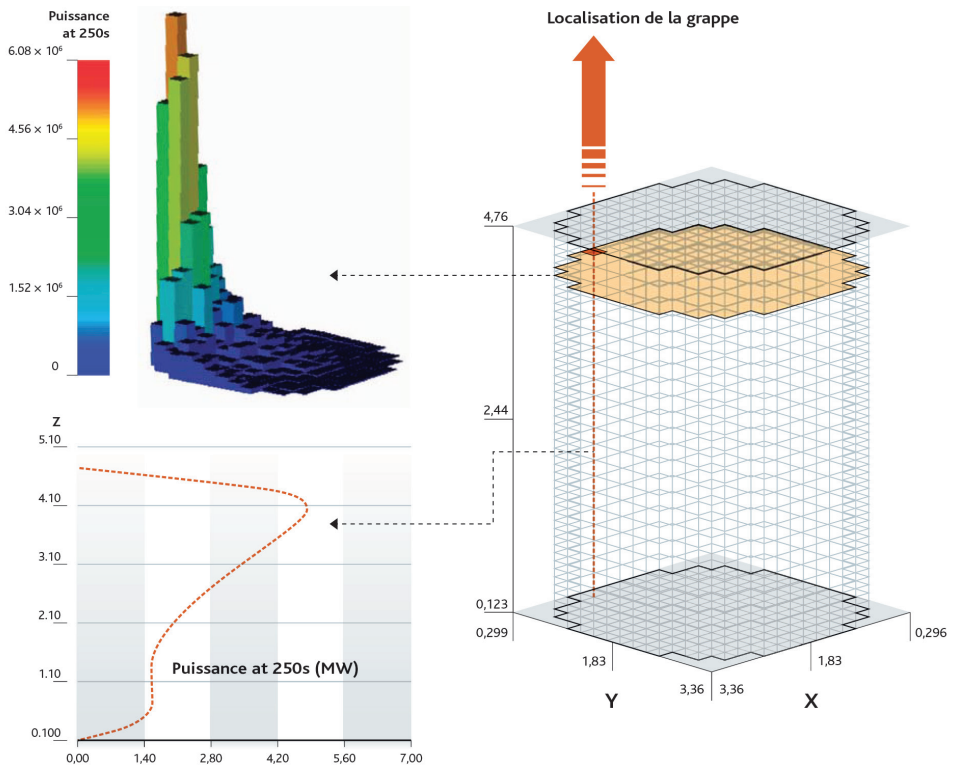 Puissance
at 250s
6.08 × 10⁶
4.56 × 10⁶
3.04 × 10⁶
1.52 × 10⁶
0
Z
5.10
4.10
3.10
2.10
1.10
0.100
Puissance at 250s (MW)
0,00 1,40 2,80 4,20 5,60 7,00
Localisation de la grappe
4,76
2,44
0,123
0,299
1,83
3,36
Y
3,36
1,83
0,296
X